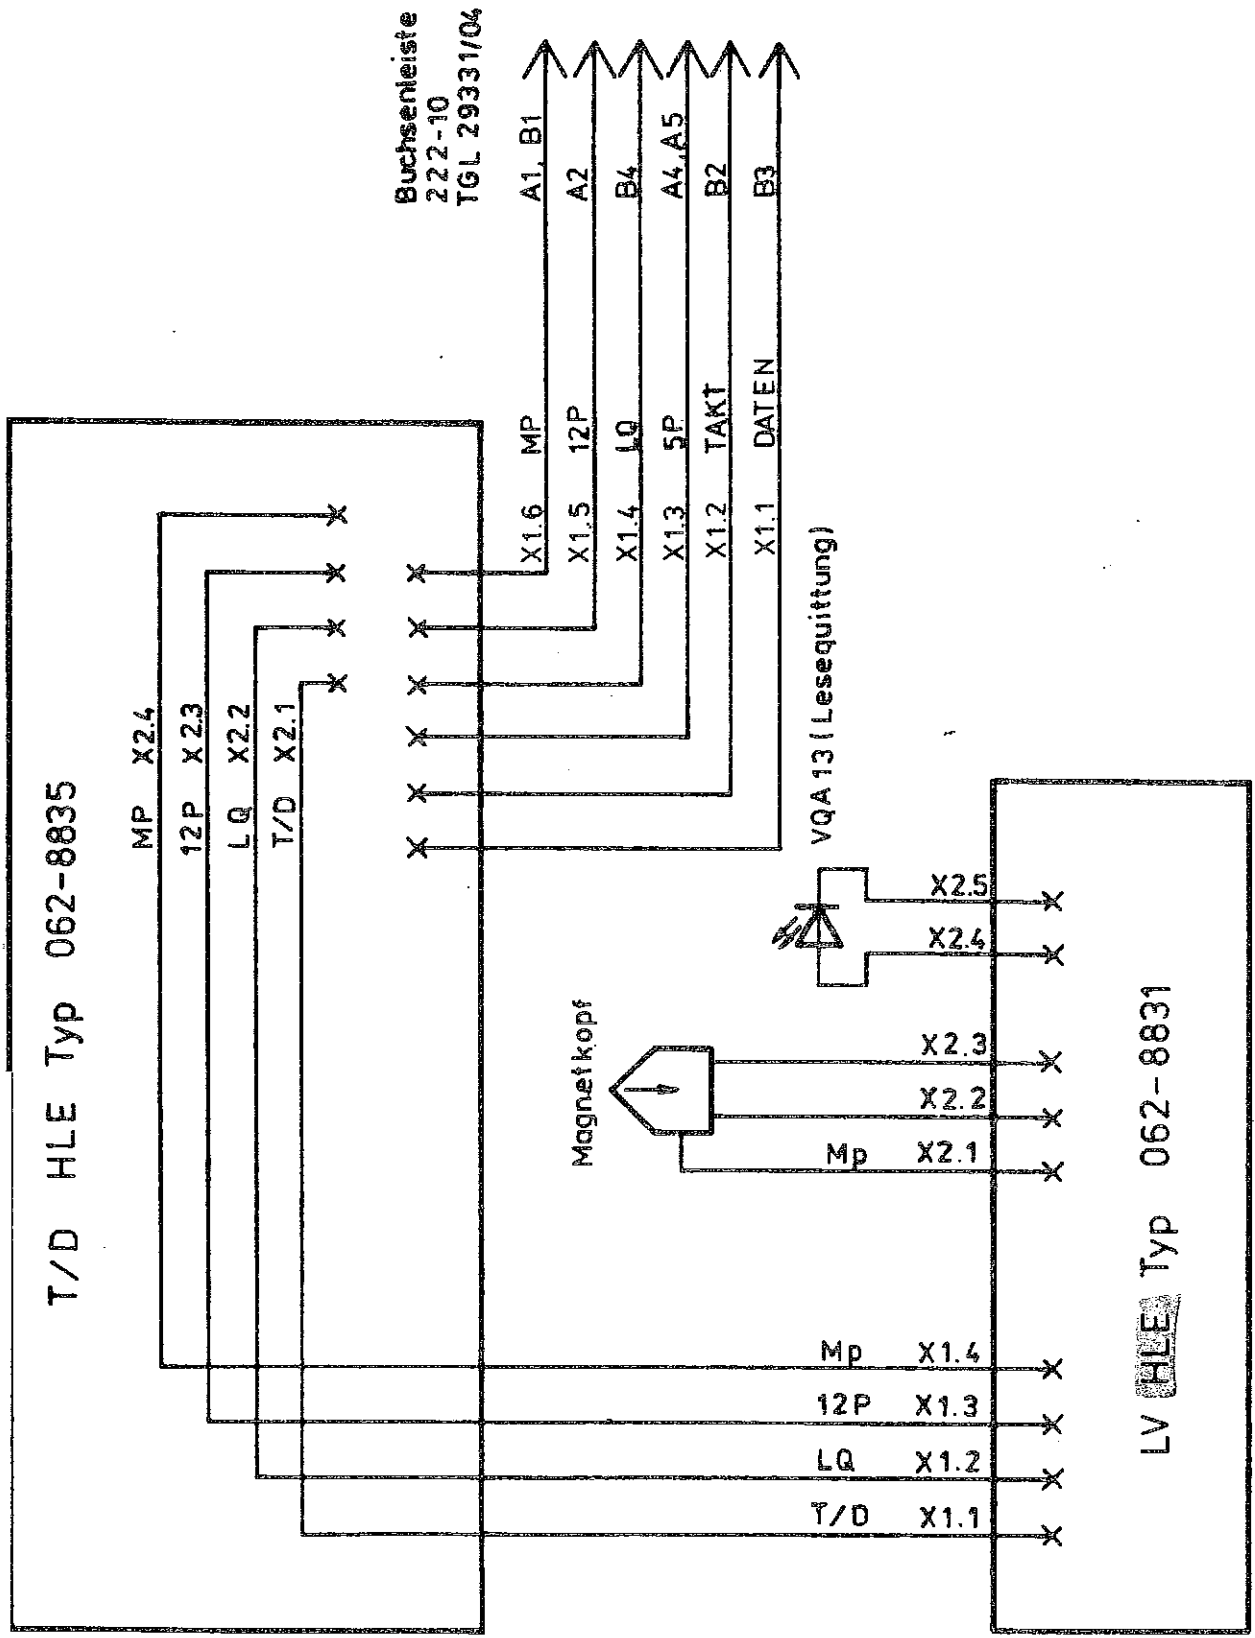 Buchsenleiste
222-10
TGL 29331/04
T/D HLE Typ 062-8835
MP X2.4
12P X2.3
LQ X2.2
T/D X2.1
X1.6 MP A1, B1
X1.5 12P A2
X1.4 LQ B4
X1.3 5P A4, A5
X1.2 TAKT B2
X1.1 DATEN B3
VQA13 (Lesequittung)
Magnetkopf
X2.5
X2.4
X2.3
X2.2
Mp X2.1
Mp X1.4
12P X1.3
LQ X1.2
T/D X1.1
LV HLE Typ 062-8831